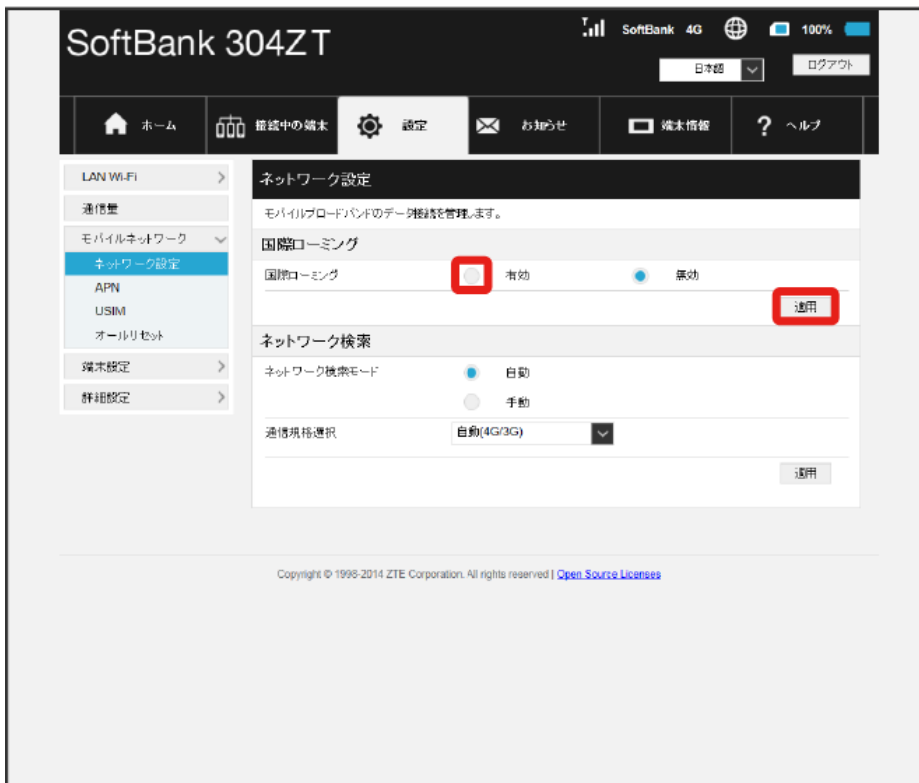 SoftBank 304ZT
SoftBank 4G 100%
日本語 ログアウト
ホーム 接続中の端末 設定 お知らせ 端末情報 ? ヘルプ
LAN Wi-Fi
通信量
モバイルネットワーク
ネットワーク設定
APN
USIM
オールリセット
端末設定
詳細設定
ネットワーク設定
モバイルブロードバンドのデータ接続を管理します。
国際ローミング
国際ローミング 有効 無効
適用
ネットワーク検索
ネットワーク検索モード 自動
手動
通信規格選択 自動(4G/3G)
適用
Copyright © 1998-2014 ZTE Corporation. All rights reserved | Open Source Licenses